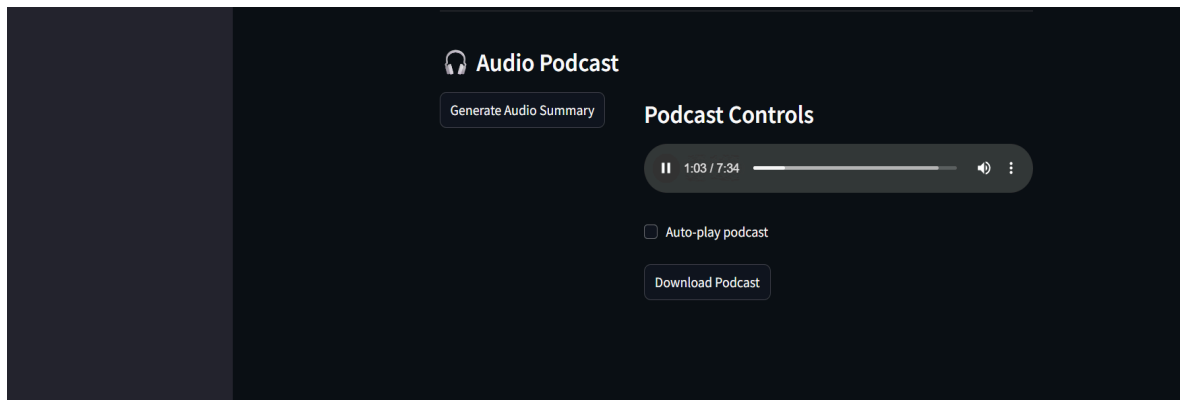 🎧 Audio Podcast
Generate Audio Summary
Podcast Controls
1:03 / 7:34
Auto-play podcast
Download Podcast